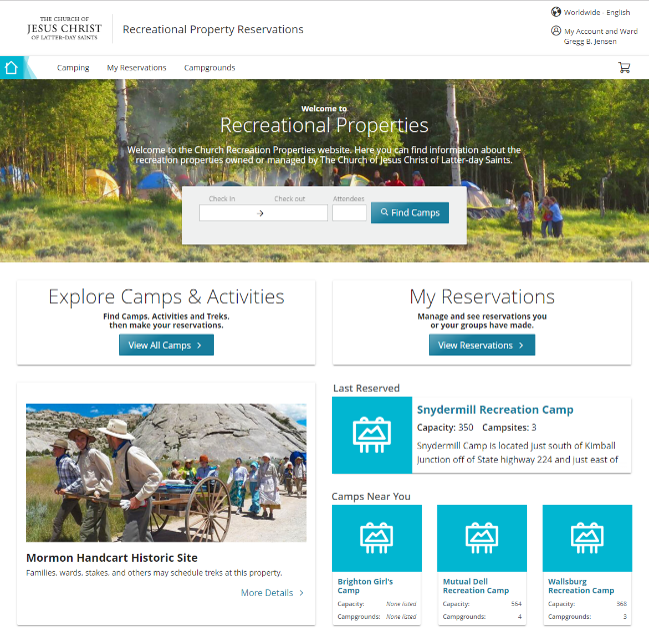 THE CHURCH OF
JESUS CHRIST
OF LATTER-DAY SAINTS
Recreational Property Reservations
Worldwide - English
My Account and Ward
Gregg B. Jensen
Camping
My Reservations
Campgrounds
Welcome to
Recreational Properties
Welcome to the Church Recreation Properties website. Here you can find information about the
recreation properties owned or managed by The Church of Jesus Christ of Latter-day Saints.
Check In
Check out
Attendees
Find Camps
Explore Camps & Activities
Find Camps, Activities and Treks,
then make your reservations.
View All Camps
My Reservations
Manage and see reservations you
or your groups have made.
View Reservations
Mormon Handcart Historic Site
Families, wards, stakes, and others may schedule treks at this property.
More Details
Last Reserved
Snydermill Recreation Camp
Capacity: 350 Campsites: 3
Snydermill Camp is located just south of Kimball
Junction off of State highway 224 and just east of
Camps Near You
Brighton Girl's
Camp
Capacity: None listed
Campgrounds: None listed
Mutual Dell
Recreation Camp
Capacity: 564
Campgrounds: 4
Wallsburg
Recreation Camp
Capacity: 368
Campgrounds: 3